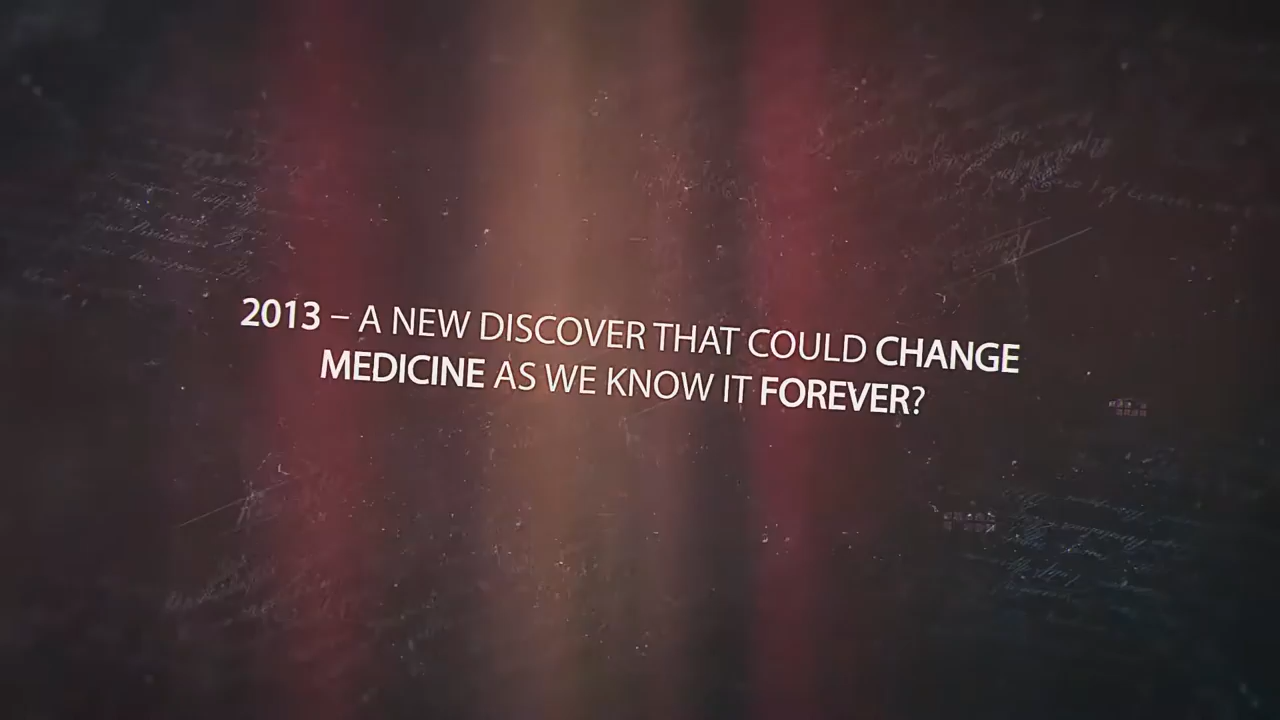 2013 – A NEW DISCOVER THAT COULD CHANGE
MEDICINE AS WE KNOW IT FOREVER?